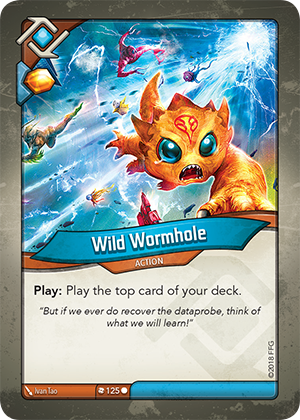 Wild Wormhole
ACTION
Play: Play the top card of your deck.
"But if we ever do recover the dataprobe, think of
what we will learn!"
Ivan Tao
125
©2018 FFG